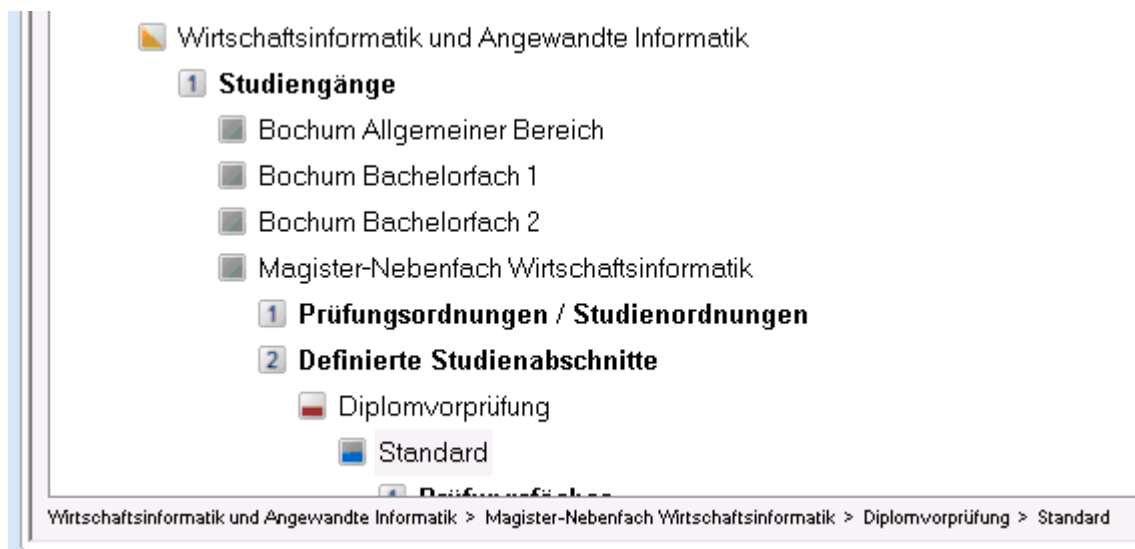 Wirtschaftsinformatik und Angewandte Informatik
1 Studiengänge
Bochum Allgemeiner Bereich
Bochum Bachelorfach 1
Bochum Bachelorfach 2
Magister-Nebenfach Wirtschaftsinformatik
1 Prüfungsordnungen / Studienordnungen
2 Definierte Studienabschnitte
Diplomvorprüfung
Standard
Wirtschaftsinformatik und Angewandte Informatik > Magister-Nebenfach Wirtschaftsinformatik > Diplomvorprüfung > Standard